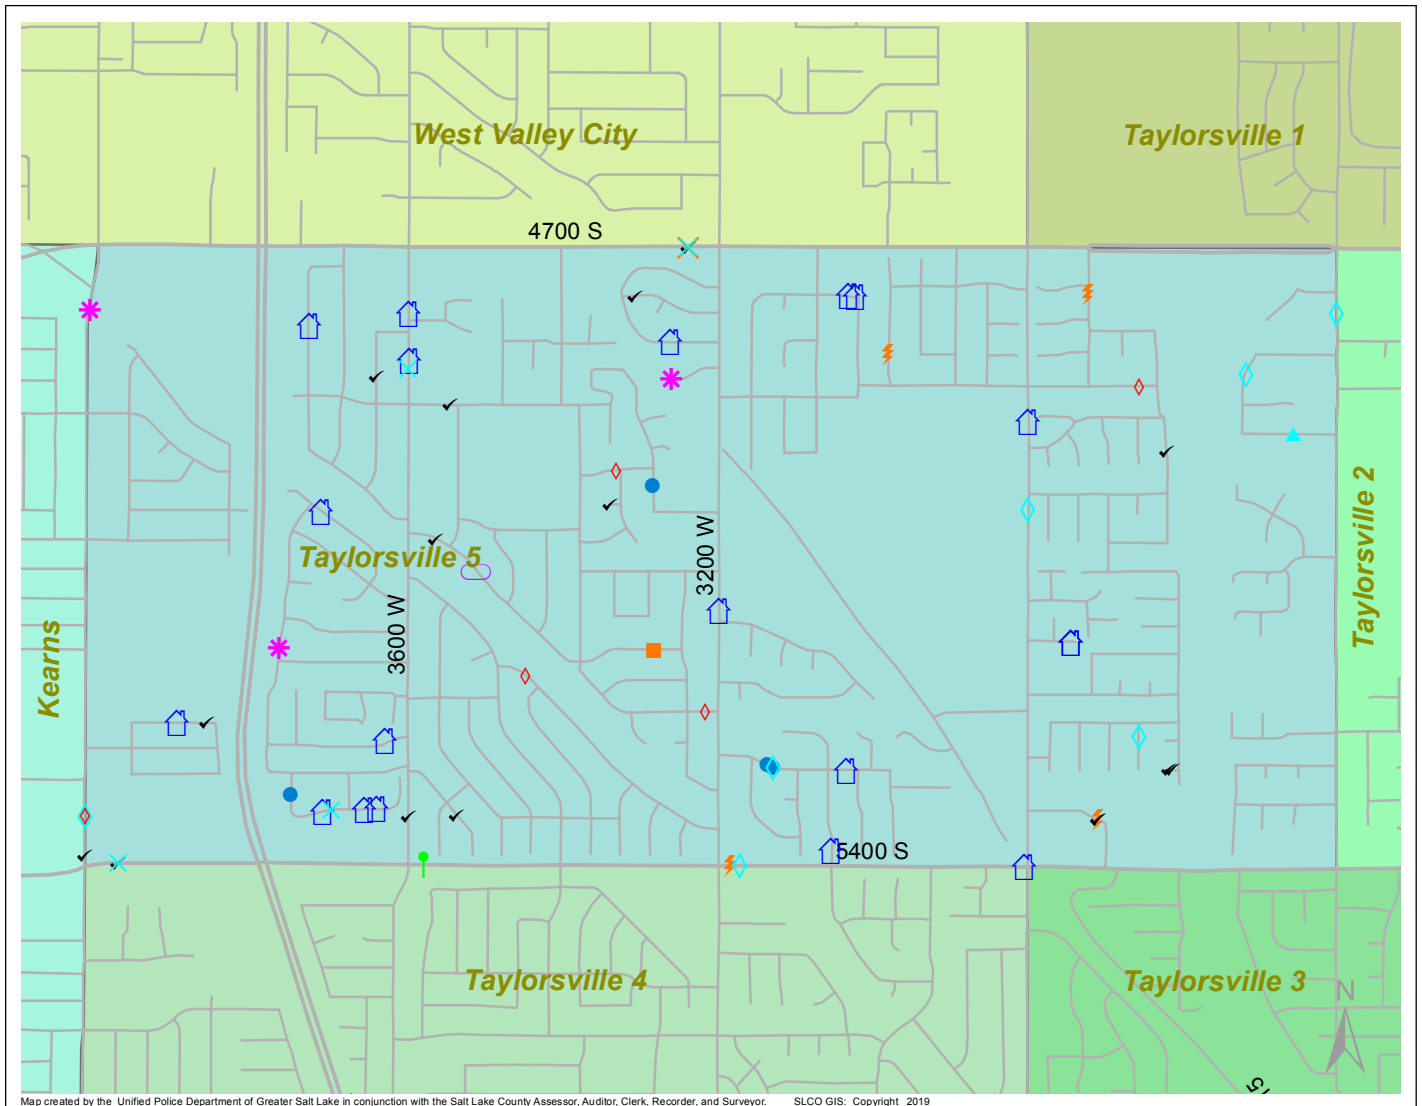 West Valley City
Taylorsville 1
4700 S
Taylorsville 2
3200 W
Taylorsville 5
3600 W
Kearns
5400 S
Taylorsville 4
Taylorsville 3
N
15
Map created by the Unified Police Department of Greater Salt Lake in conjunction with the Salt Lake County Assessor, Auditor, Clerk, Recorder, and Surveyor. SLCO GIS: Copyright 2019